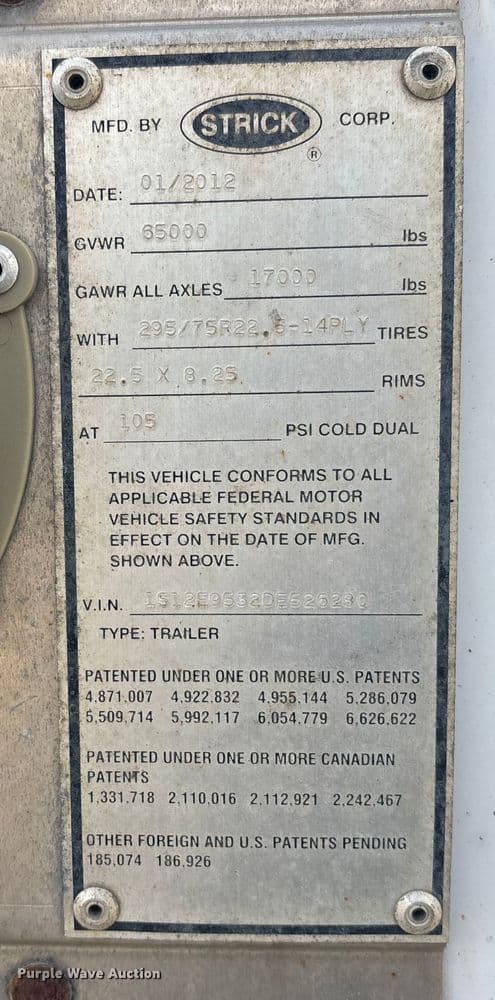 MFD. BY STRICK CORP.
®
DATE: 01/2012
GVWR 65000 lbs
GAWR ALL AXLES 17000 lbs
WITH 295/75R22.5-14PLY TIRES
22.5 X 8.25 RIMS
AT 105 PSI COLD DUAL
THIS VEHICLE CONFORMS TO ALL
APPLICABLE FEDERAL MOTOR
VEHICLE SAFETY STANDARDS IN
EFFECT ON THE DATE OF MFG.
SHOWN ABOVE.
V.I.N. 1S12E9532DE526280
TYPE: TRAILER
PATENTED UNDER ONE OR MORE U.S. PATENTS
4,871,007 4,922,832 4,955,144 5,286,079
5,509,714 5,992,117 6,054,779 6,626,622
PATENTED UNDER ONE OR MORE CANADIAN
PATENTS
1,331,718 2,110,016 2,112,921 2,242,467
OTHER FOREIGN AND U.S. PATENTS PENDING
185,074 186,926
Purple Wave Auction